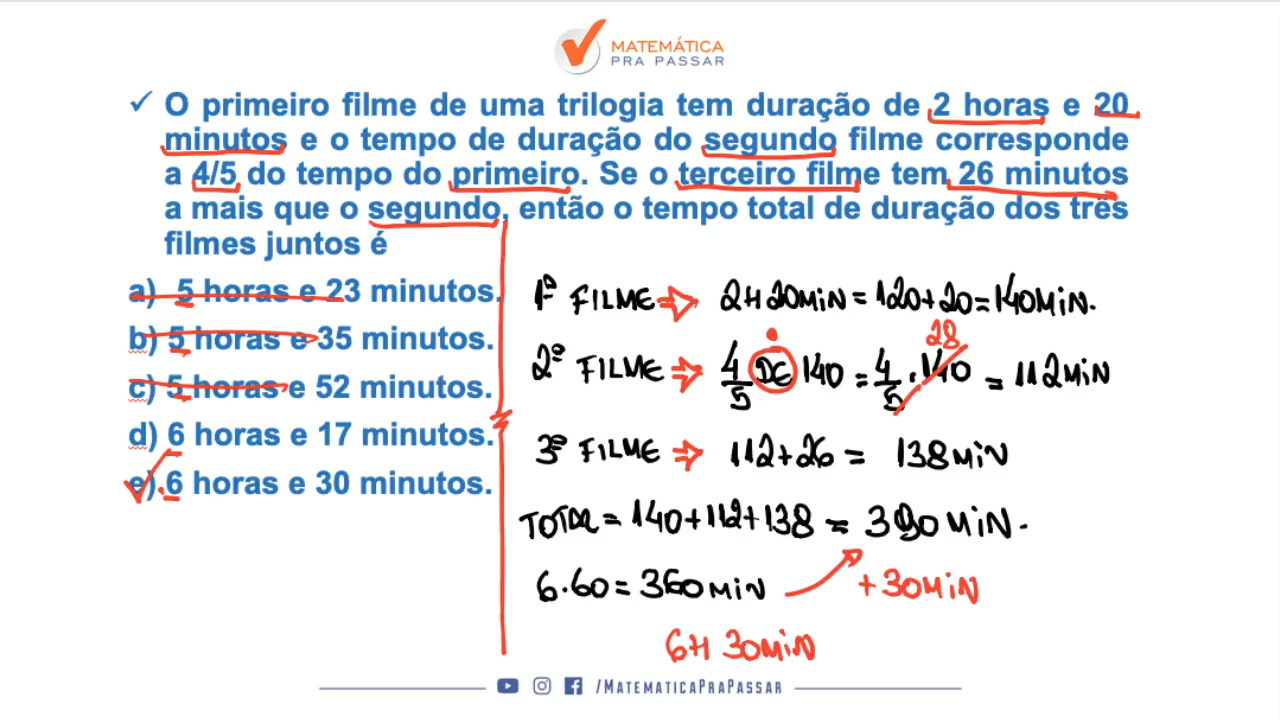 MATEMÁTICA
PRA PASSAR
✓ O primeiro filme de uma trilogia tem duração de 2 horas e 20
minutos e o tempo de duração do segundo filme corresponde
a 4/5 do tempo do primeiro. Se o terceiro filme tem 26 minutos
a mais que o segundo, então o tempo total de duração dos três
filmes juntos é
a) 5 horas e 23 minutos.
b) 5 horas e 35 minutos.
c) 5 horas e 52 minutos.
d) 6 horas e 17 minutos.
e) 6 horas e 30 minutos.
1º FILME ⇒ 2H20MIN = 120+20 = 140MIN.
28
2º FILME ⇒ 4/5 DE 140 = 4/5 . 140 = 112MIN
3º FILME ⇒ 112+26 = 138MIN
TOTAL = 140+112+138 = 390MIN.
6.60 = 360MIN +30MIN
6H 30MIN
/MATEMATICAPRAPASSAR